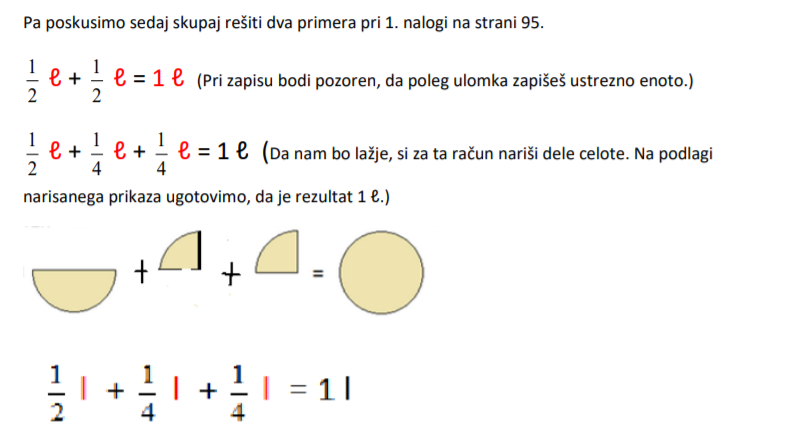 Pa poskusimo sedaj skupaj rešiti dva primera pri 1. nalogi na strani 95.
1/2 ℓ + 1/2 ℓ = 1 ℓ (Pri zapisu bodi pozoren, da poleg ulomka zapišeš ustrezno enoto.)
1/2 ℓ + 1/4 ℓ + 1/4 ℓ = 1 ℓ (Da nam bo lažje, si za ta račun nariši dele celote. Na podlagi
narisanega prikaza ugotovimo, da je rezultat 1 ℓ.)
+ + =
1/2 l + 1/4 l + 1/4 l = 1 l